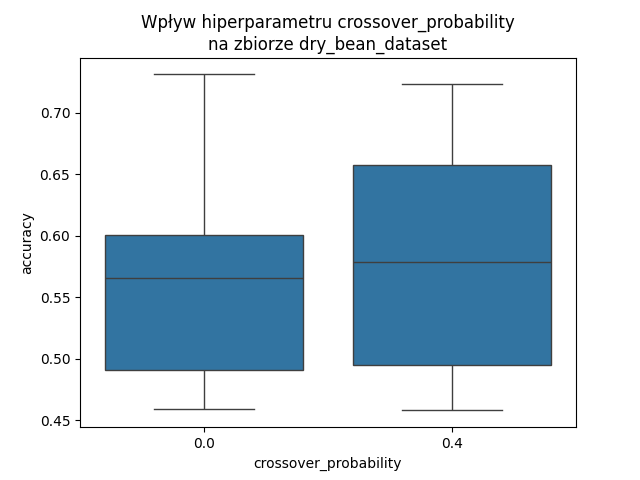 Wpływ hiperparametru crossover_probability
na zbiorze dry_bean_dataset
0.70
0.65
0.60
0.55
0.50
0.45
accuracy
0.0 0.4
crossover_probability